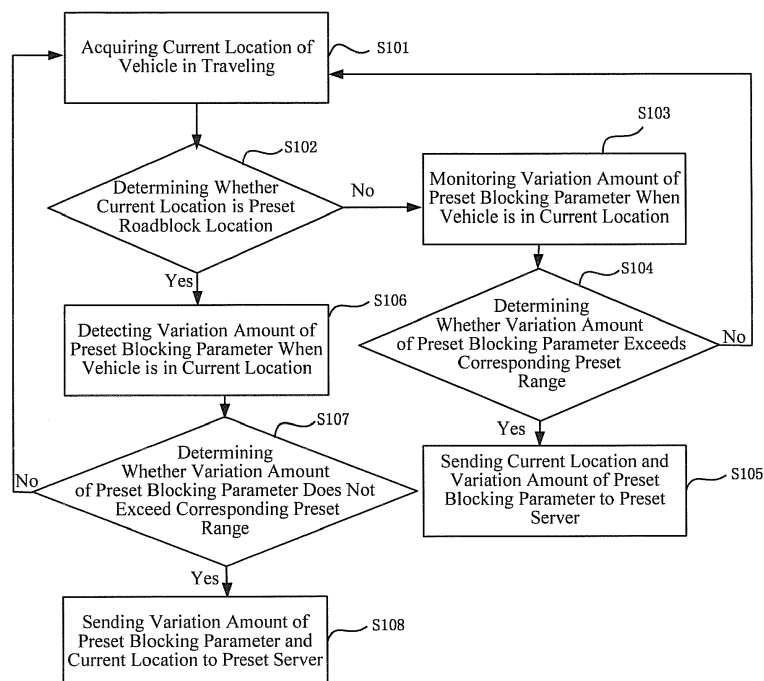 Acquiring Current Location of
Vehicle in Traveling
S101
S102
Determining Whether
Current Location is Preset
Roadblock Location
No
Yes
S103
Monitoring Variation Amount of
Preset Blocking Parameter When
Vehicle is in Current Location
S104
Determining
Whether Variation Amount
of Preset Blocking Parameter Exceeds
Corresponding Preset
Range
No
Yes
S106
Detecting Variation Amount of
Preset Blocking Parameter When
Vehicle is in Current Location
S107
Determining
Whether Variation Amount
of Preset Blocking Parameter Does Not
Exceed Corresponding Preset
Range
No
Yes
Sending Current Location and
Variation Amount of Preset
Blocking Parameter to Preset
Server
S105
Sending Variation Amount of
Preset Blocking Parameter and
Current Location to Preset Server
S108